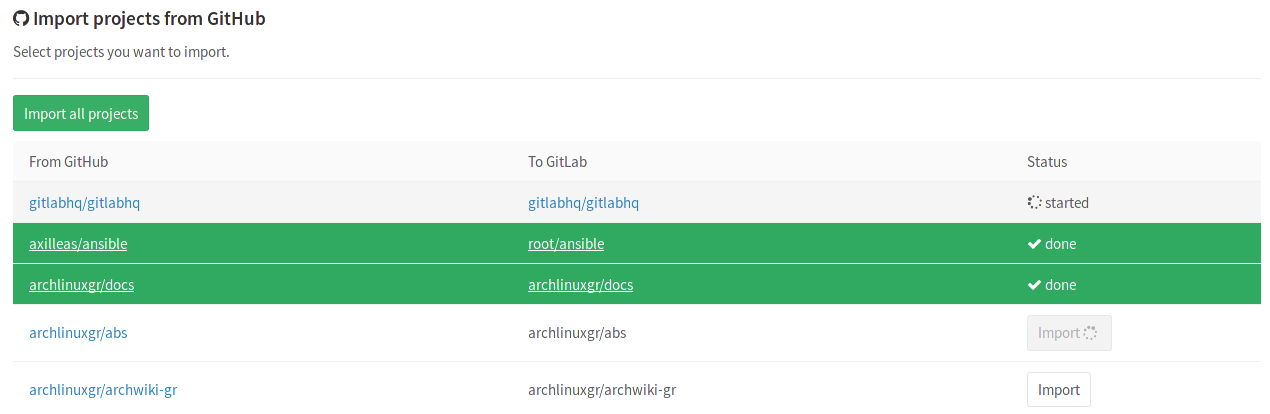 Import projects from GitHub
Select projects you want to import.
Import all projects
From GitHub To GitLab Status
gitlabhq/gitlabhq gitlabhq/gitlabhq started
axilleas/ansible root/ansible done
archlinuxgr/docs archlinuxgr/docs done
archlinuxgr/abs archlinuxgr/abs Import
archlinuxgr/archwiki-gr archlinuxgr/archwiki-gr Import